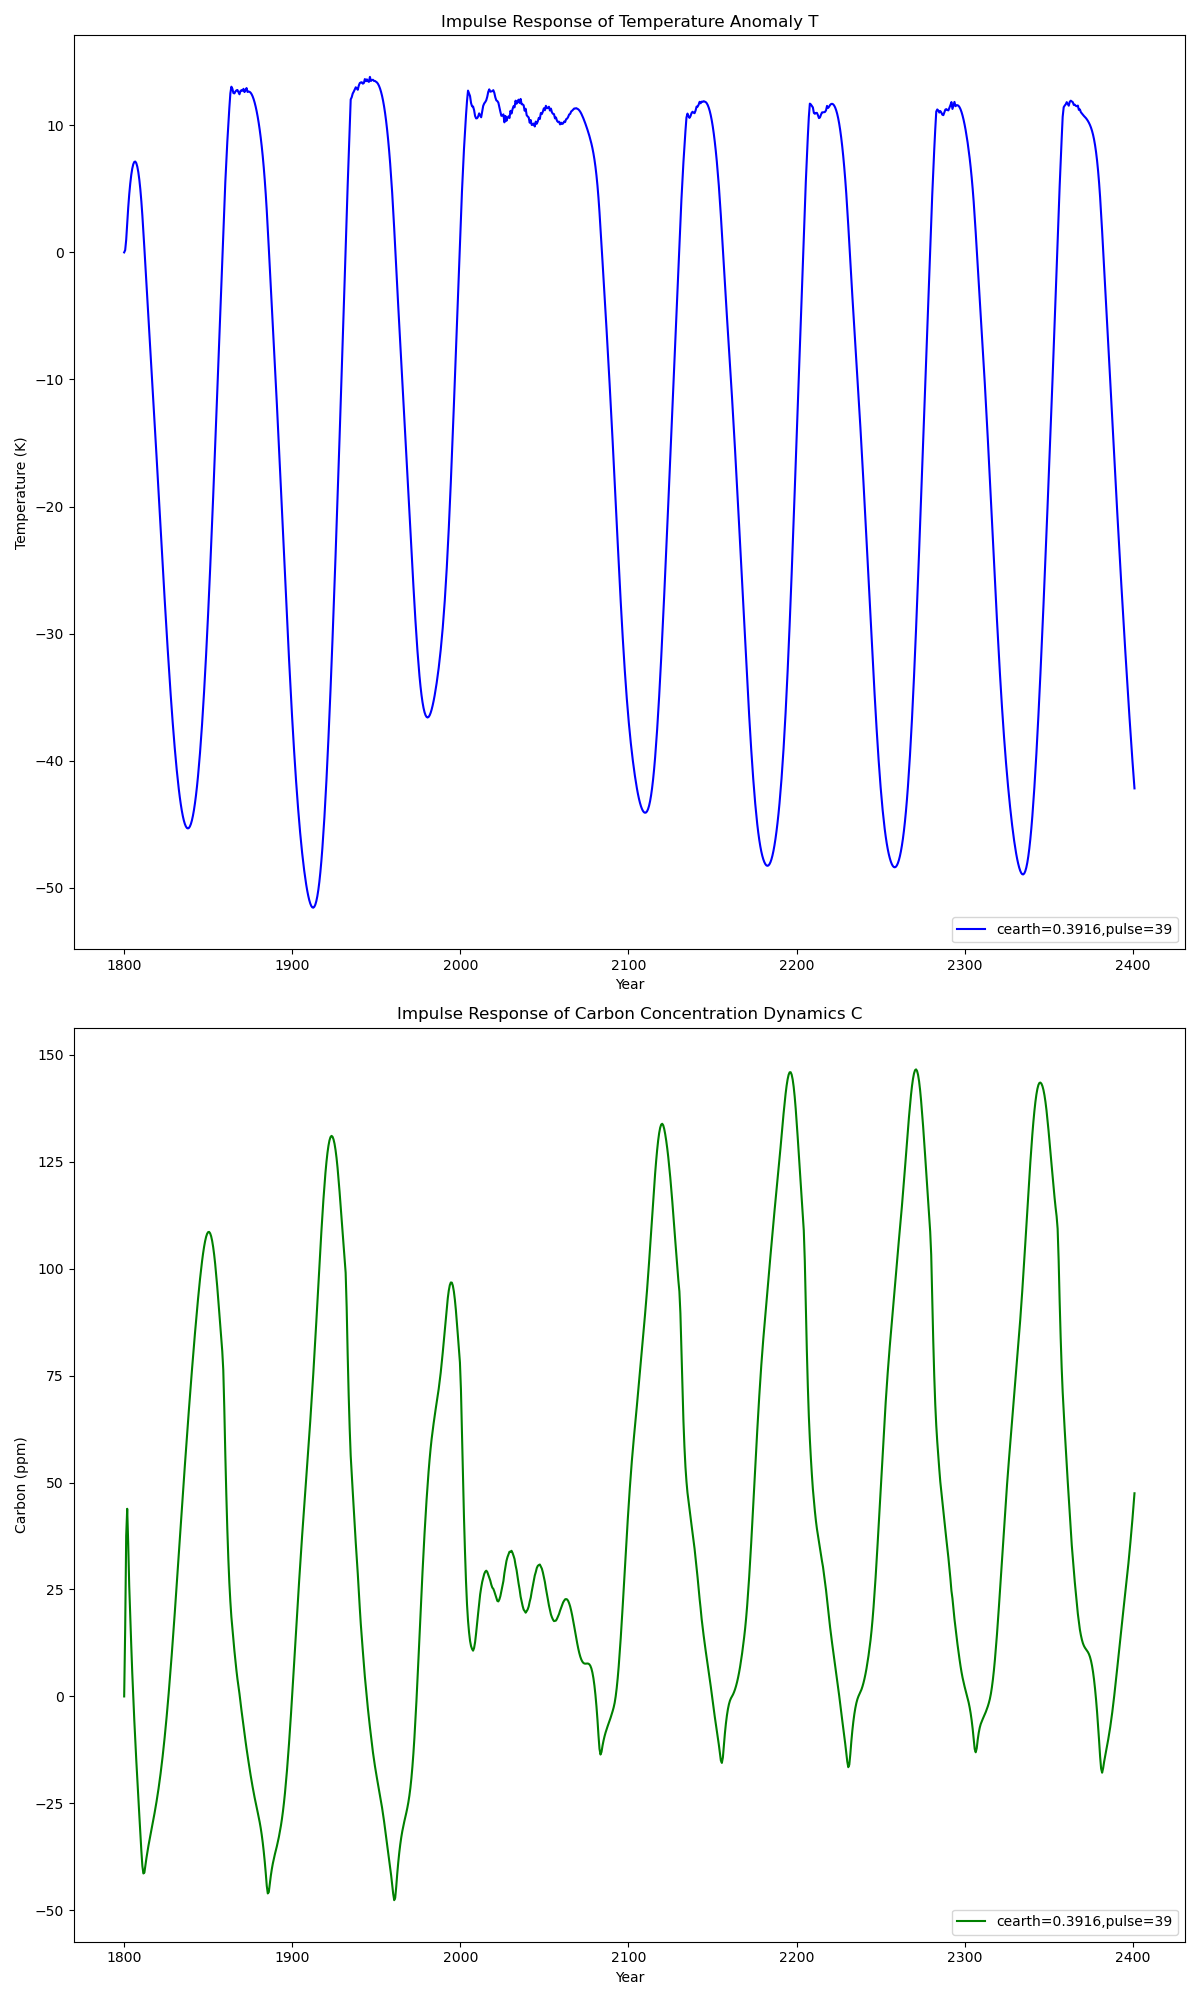 Impulse Response of Temperature Anomaly T
10
0
−10
−20
−30
−40
−50
Temperature (K)
cearth=0.3916,pulse=39
1800 1900 2000 2100 2200 2300 2400
Year
Impulse Response of Carbon Concentration Dynamics C
150
125
100
75
50
25
0
−25
−50
Carbon (ppm)
cearth=0.3916,pulse=39
1800 1900 2000 2100 2200 2300 2400
Year